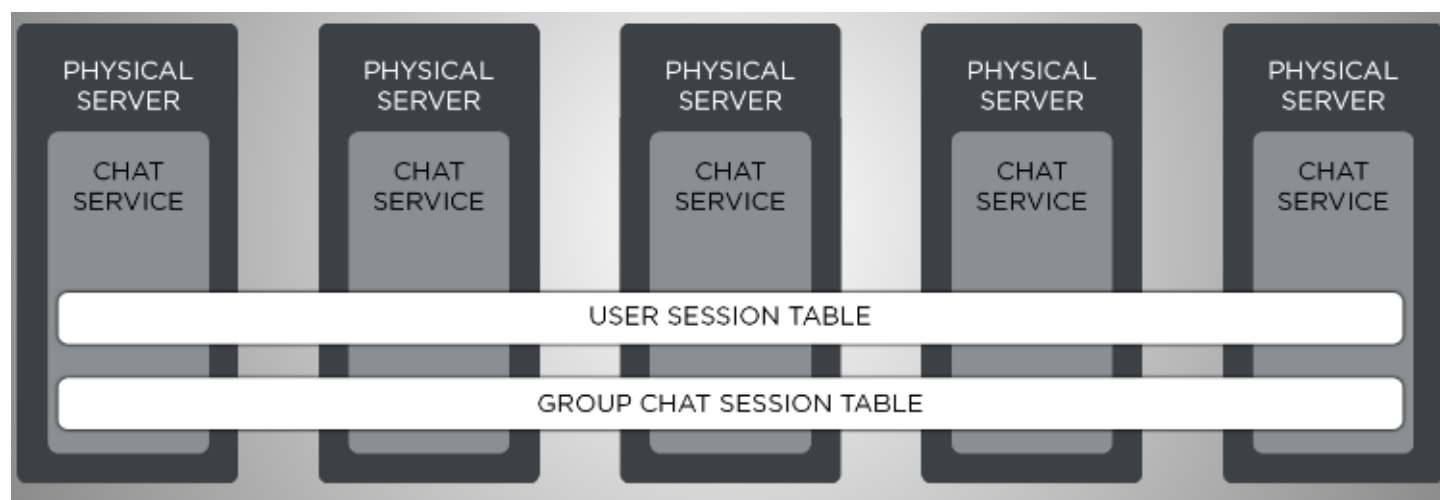 PHYSICAL
SERVER
CHAT
SERVICE
PHYSICAL
SERVER
CHAT
SERVICE
PHYSICAL
SERVER
CHAT
SERVICE
PHYSICAL
SERVER
CHAT
SERVICE
PHYSICAL
SERVER
CHAT
SERVICE
USER SESSION TABLE
GROUP CHAT SESSION TABLE